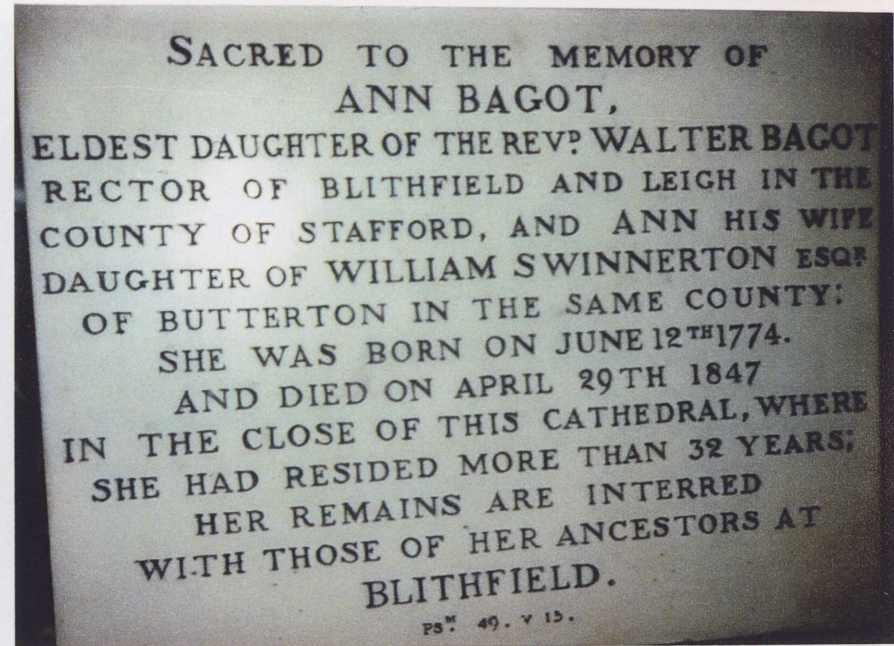 SACRED TO THE MEMORY OF
ANN BAGOT,
ELDEST DAUGHTER OF THE REVD. WALTER BAGOT
RECTOR OF BLITHFIELD AND LEIGH IN THE
COUNTY OF STAFFORD, AND ANN HIS WIFE
DAUGHTER OF WILLIAM SWINNERTON ESQR.
OF BUTTERTON IN THE SAME COUNTY:
SHE WAS BORN ON JUNE 12TH 1774.
AND DIED ON APRIL 29TH 1847
IN THE CLOSE OF THIS CATHEDRAL, WHERE
SHE HAD RESIDED MORE THAN 32 YEARS;
HER REMAINS ARE INTERRED
WITH THOSE OF HER ANCESTORS AT
BLITHFIELD.
PSM. 49. V 15.